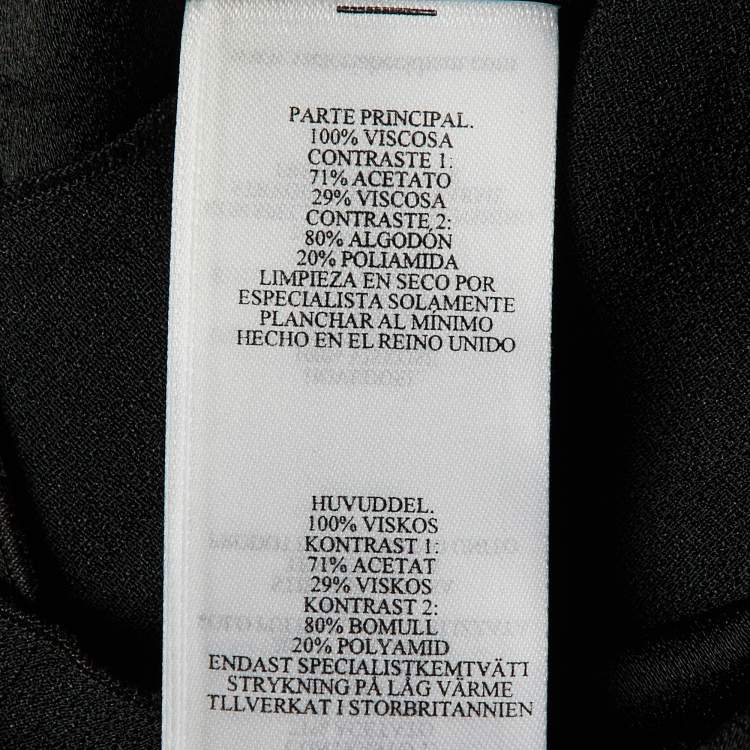 PARTE PRINCIPAL.
100% VISCOSA
CONTRASTE 1:
71% ACETATO
29% VISCOSA
CONTRASTE 2:
80% ALGODÓN
20% POLIAMIDA
LIMPIEZA EN SECO POR
ESPECIALISTA SOLAMENTE
PLANCHAR AL MÍNIMO
HECHO EN EL REINO UNIDO
HUVUDDEL.
100% VISKOS
KONTRAST 1:
71% ACETAT
29% VISKOS
KONTRAST 2:
80% BOMULL
20% POLYAMID
ENDAST SPECIALISTKEMTVÄTT
STRYKNING PÅ LÅG VÄRME
TLLVERKAT I STORBRITANNIEN